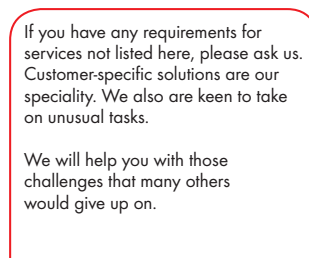 If you have any requirements for
services not listed here, please ask us.
Customer-specific solutions are our
speciality. We also are keen to take
on unusual tasks.
We will help you with those
challenges that many others
would give up on.